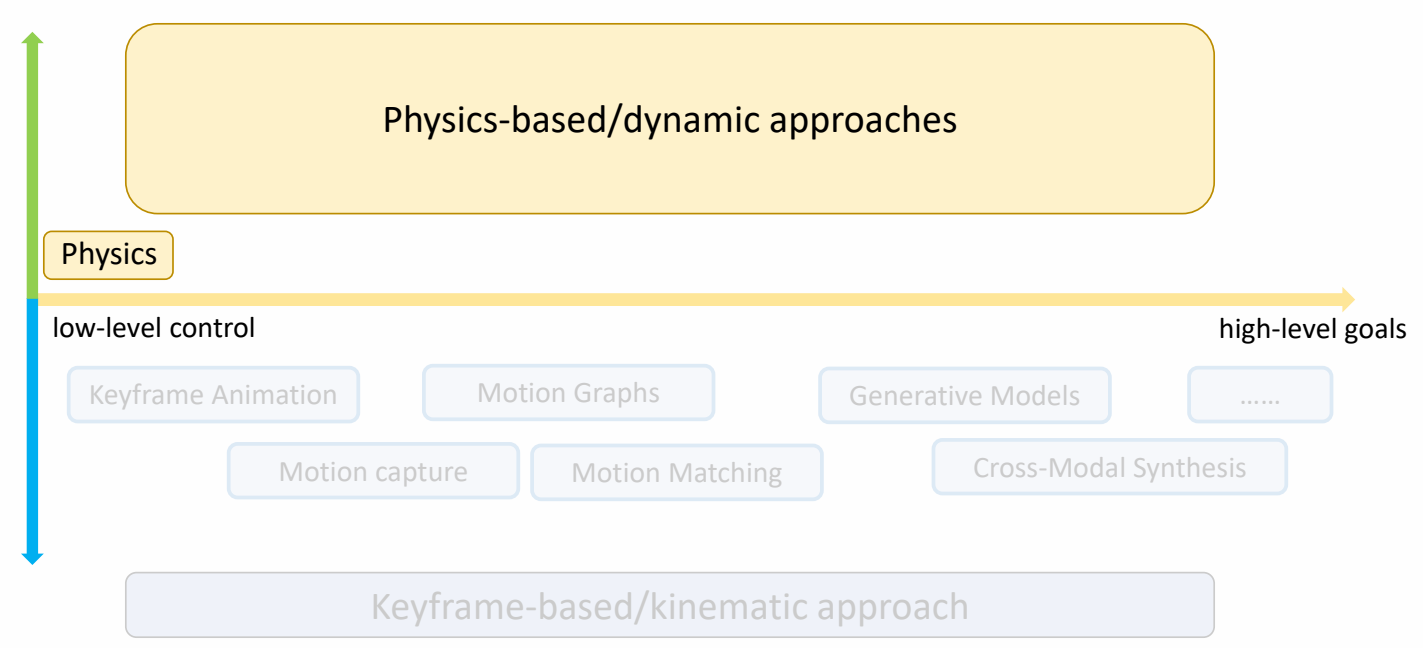 Physics-based/dynamic approaches
Physics
low-level control
high-level goals
Keyframe Animation
Motion Graphs
Generative Models
......
Motion capture
Motion Matching
Cross-Modal Synthesis
Keyframe-based/kinematic approach